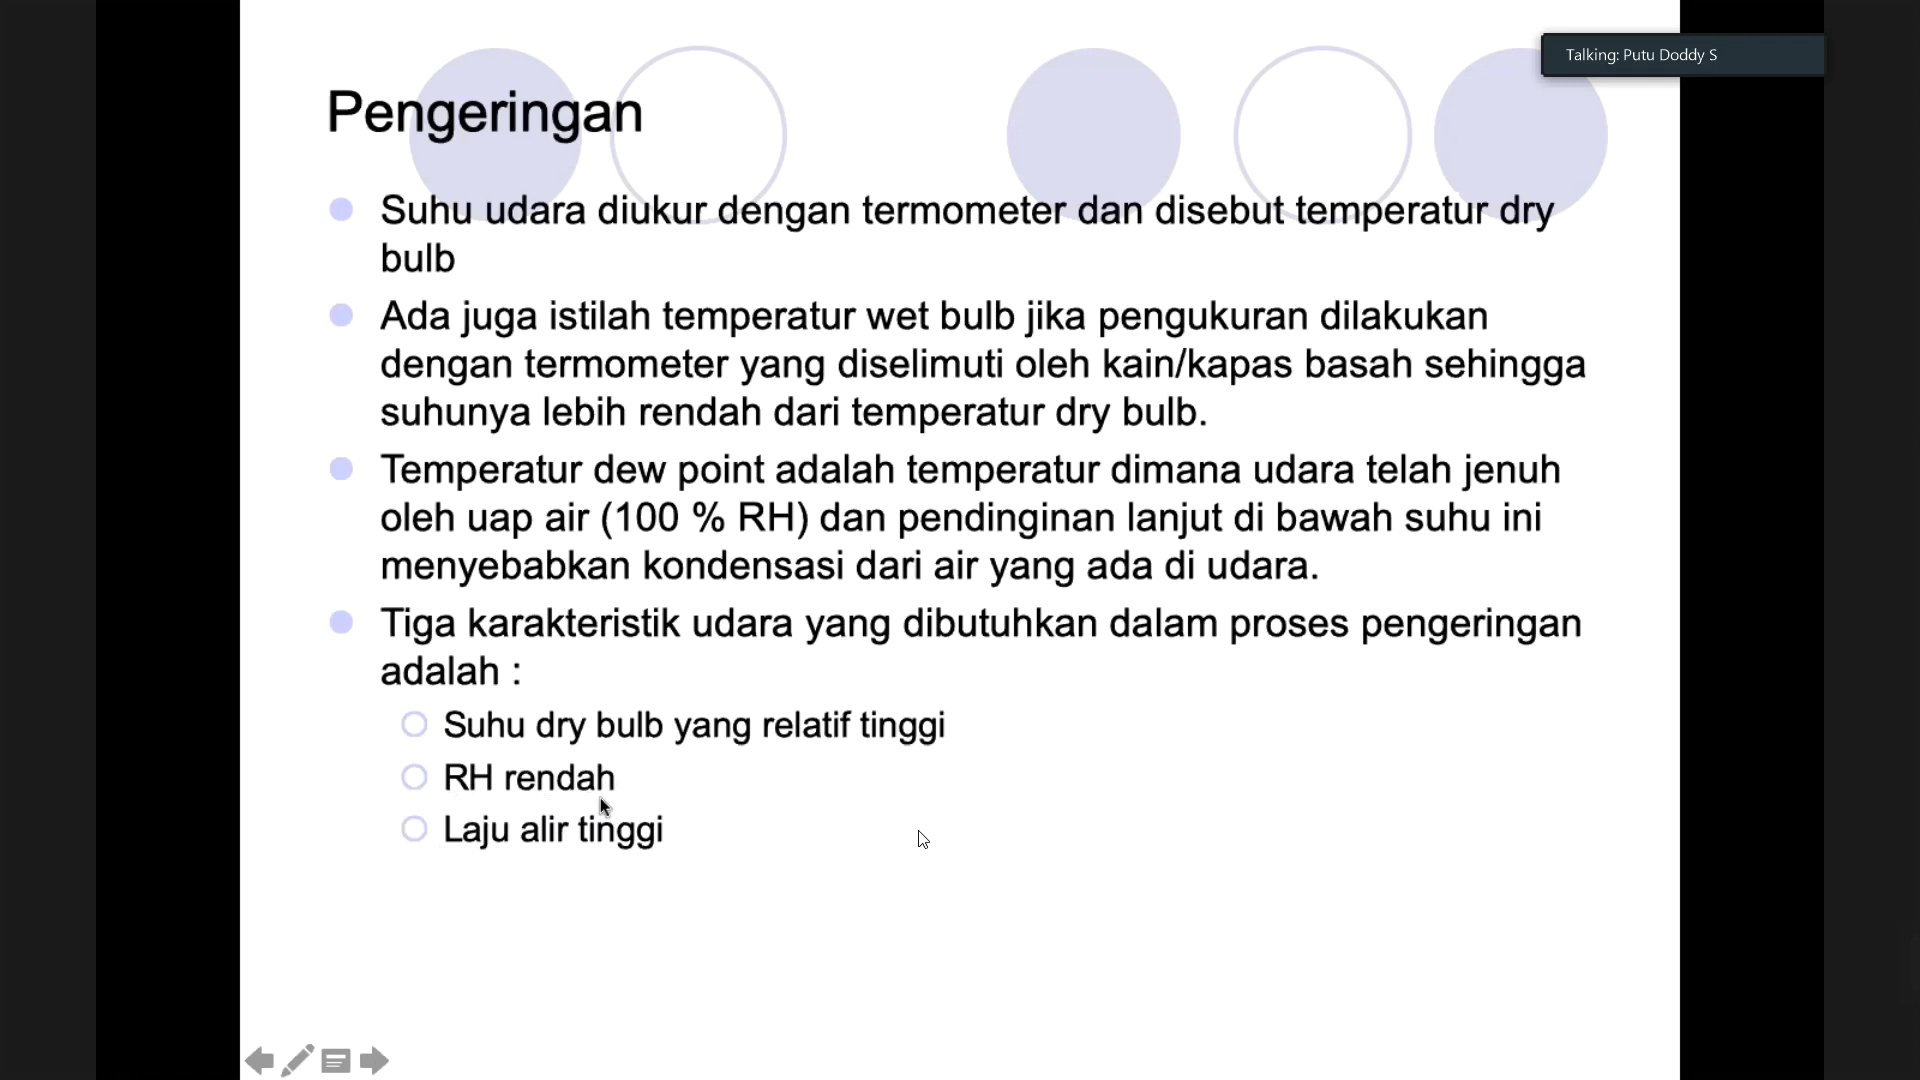 Talking: Putu Doddy S
Pengeringan
Suhu udara diukur dengan termometer dan disebut temperatur dry
bulb
Ada juga istilah temperatur wet bulb jika pengukuran dilakukan
dengan termometer yang diselimuti oleh kain/kapas basah sehingga
suhunya lebih rendah dari temperatur dry bulb.
Temperatur dew point adalah temperatur dimana udara telah jenuh
oleh uap air (100 % RH) dan pendinginan lanjut di bawah suhu ini
menyebabkan kondensasi dari air yang ada di udara.
Tiga karakteristik udara yang dibutuhkan dalam proses pengeringan
adalah :
Suhu dry bulb yang relatif tinggi
RH rendah
Laju alir tinggi